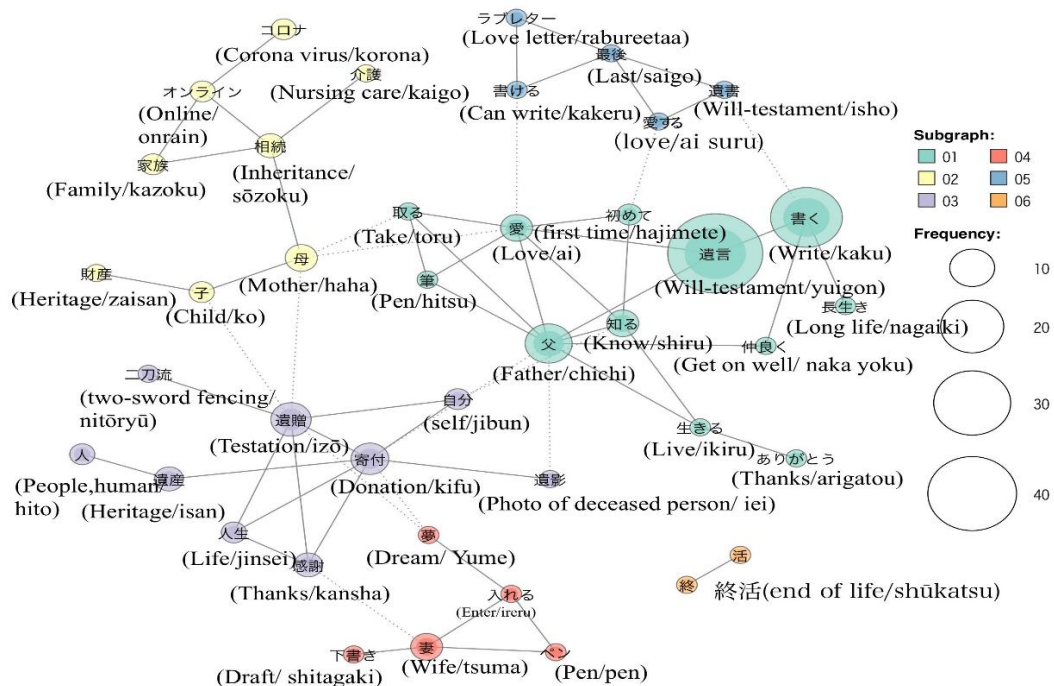 コロナ
(Corona virus/korona)
介護
(Nursing care/kaigo)
オンライン
(Online/
onrain)
相続
(Inheritance/
sōzoku)
家族
(Family/kazoku)
母
(Mother/haha)
財産
(Heritage/zaisan)
子
(Child/ko)
ラブレター
(Love letter/rabureetaa)
最後
(Last/saigo)
書ける
(Can write/kakeru)
遺書
(Will-testament/isho)
愛する
(love/ai suru)
取る
(Take/toru)
愛
(Love/ai)
初めて
(first time/hajimete)
遺言
(Will-testament/yuigon)
書く
(Write/kaku)
筆
(Pen/hitsu)
長生き
(Long life/nagaiki)
父
(Father/chichi)
知る
(Know/shiru)
仲良く
(Get on well/ naka yoku)
生きる
(Live/ikiru)
ありがとう
(Thanks/arigatou)
二刀流
(two-sword fencing/
nitōryū)
遺贈
(Testation/izō)
自分
(self/jibun)
寄付
(Donation/kifu)
遺影
(Photo of deceased person/ iei)
人
(People,human/
hito)
遺産
(Heritage/isan)
人生
(Life/jinsei)
感謝
(Thanks/kansha)
夢
(Dream/ Yume)
入れる
(Enter/ireru)
妻
(Wife/tsuma)
下書き
(Draft/ shitagaki)
ペン
(Pen/pen)
活
終
終活(end of life/shūkatsu)
Subgraph:
01 04
02 05
03 06
Frequency:
10
20
30
40